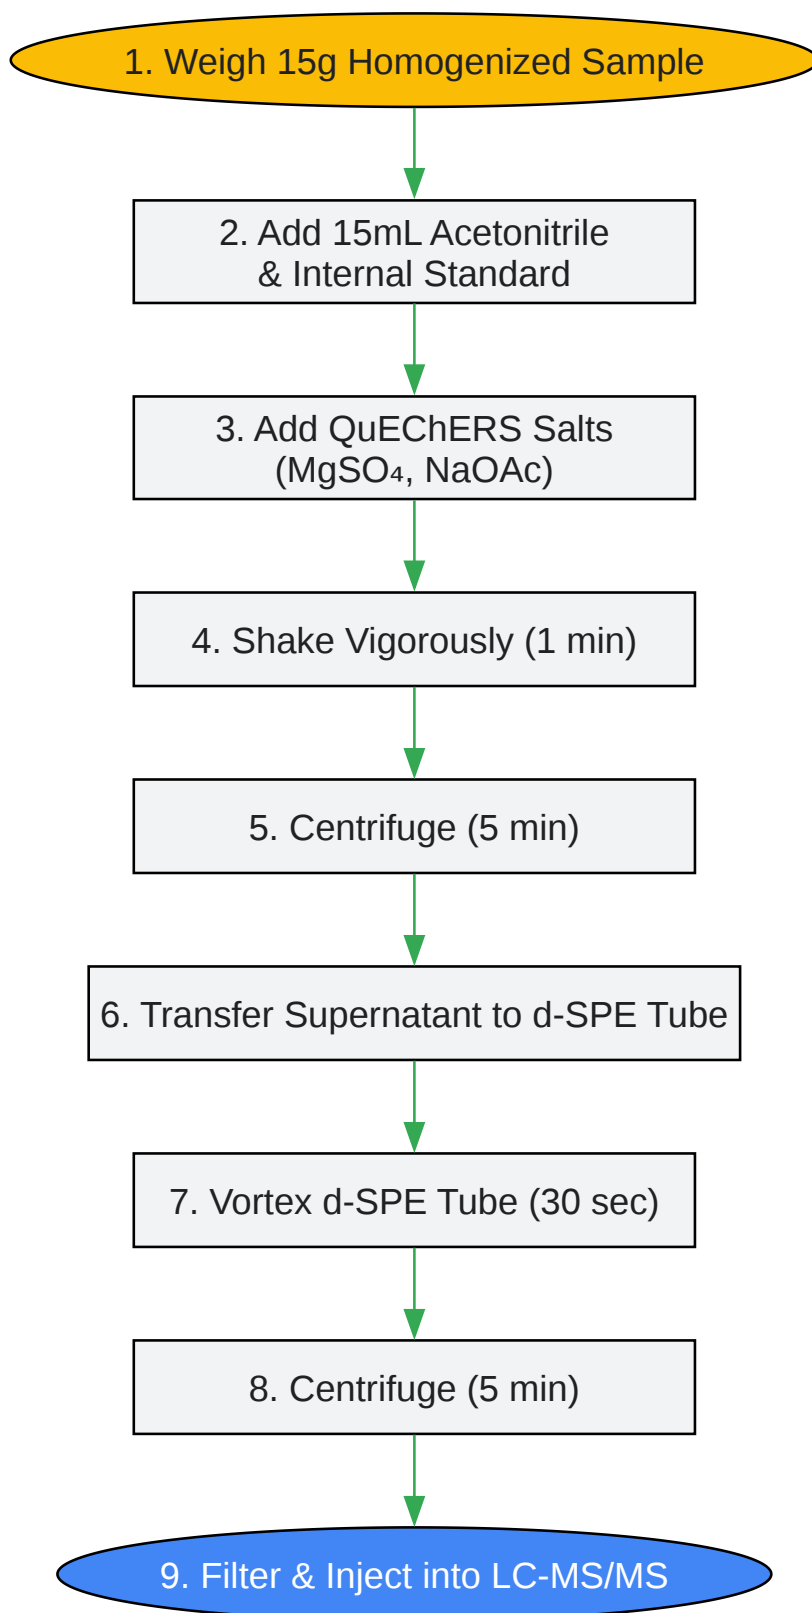 1. Weigh 15g Homogenized Sample
2. Add 15mL Acetonitrile
& Internal Standard
3. Add QuEChERS Salts
(MgSO₄, NaOAc)
4. Shake Vigorously (1 min)
5. Centrifuge (5 min)
6. Transfer Supernatant to d-SPE Tube
7. Vortex d-SPE Tube (30 sec)
8. Centrifuge (5 min)
9. Filter & Inject into LC-MS/MS